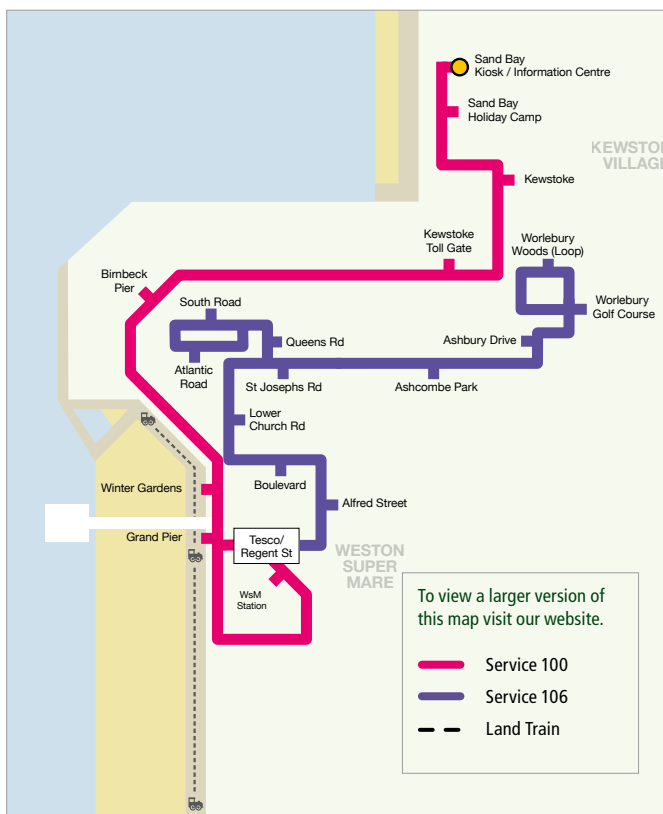 Sand Bay
Kiosk / Information Centre
Sand Bay
Holiday Camp
KEWSTO
VILLAGE
Kewstoke
Kewstoke
Toll Gate
Worlebury
Woods (Loop)
Birnbeck
Pier
South Road
Worlebury
Golf Course
Queens Rd
Ashbury Drive
Atlantic
Road
St Josephs Rd
Ashcombe Park
Lower
Church Rd
Winter Gardens
Boulevard
Alfred Street
Grand Pier
Tesco/
Regent St
WESTON
SUPER
MARE
WsM
Station
To view a larger version of
this map visit our website.
Service 100
Service 106
Land Train